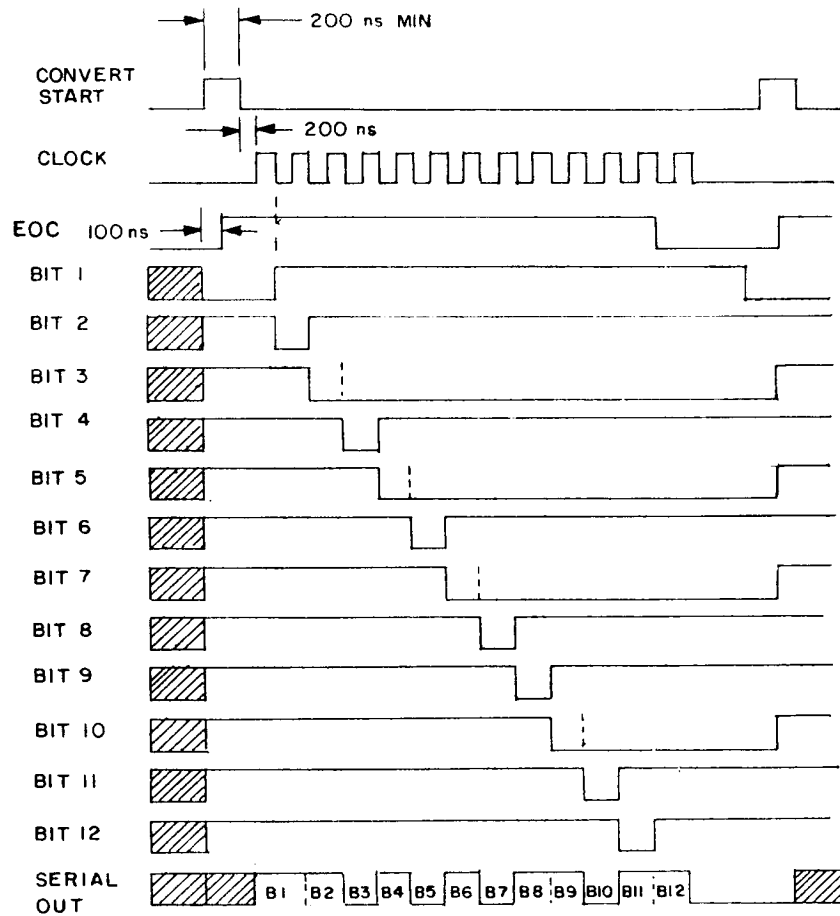 200 ns MIN
CONVERT
START
200 ns
CLOCK
EOC 100 ns
BIT 1
BIT 2
BIT 3
BIT 4
BIT 5
BIT 6
BIT 7
BIT 8
BIT 9
BIT 10
BIT 11
BIT 12
SERIAL
OUT
B1 B2 B3 B4 B5 B6 B7 B8 B9 B10 B11 B12